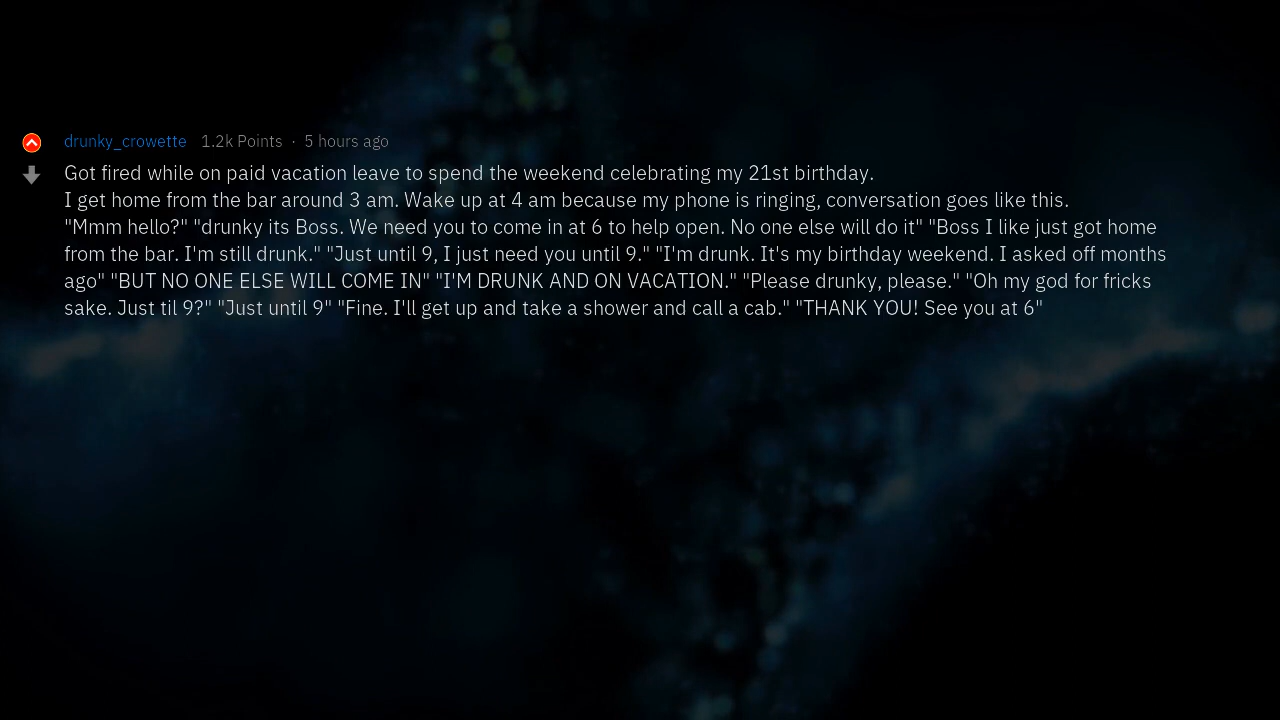 drunky_crowette 1.2k Points · 5 hours ago
Got fired while on paid vacation leave to spend the weekend celebrating my 21st birthday.
I get home from the bar around 3 am. Wake up at 4 am because my phone is ringing, conversation goes like this.
"Mmm hello?" "drunky its Boss. We need you to come in at 6 to help open. No one else will do it" "Boss I like just got home
from the bar. I'm still drunk." "Just until 9, I just need you until 9." "I'm drunk. It's my birthday weekend. I asked off months
ago" "BUT NO ONE ELSE WILL COME IN" "I'M DRUNK AND ON VACATION." "Please drunky, please." "Oh my god for fricks
sake. Just til 9?" "Just until 9" "Fine. I'll get up and take a shower and call a cab." "THANK YOU! See you at 6"